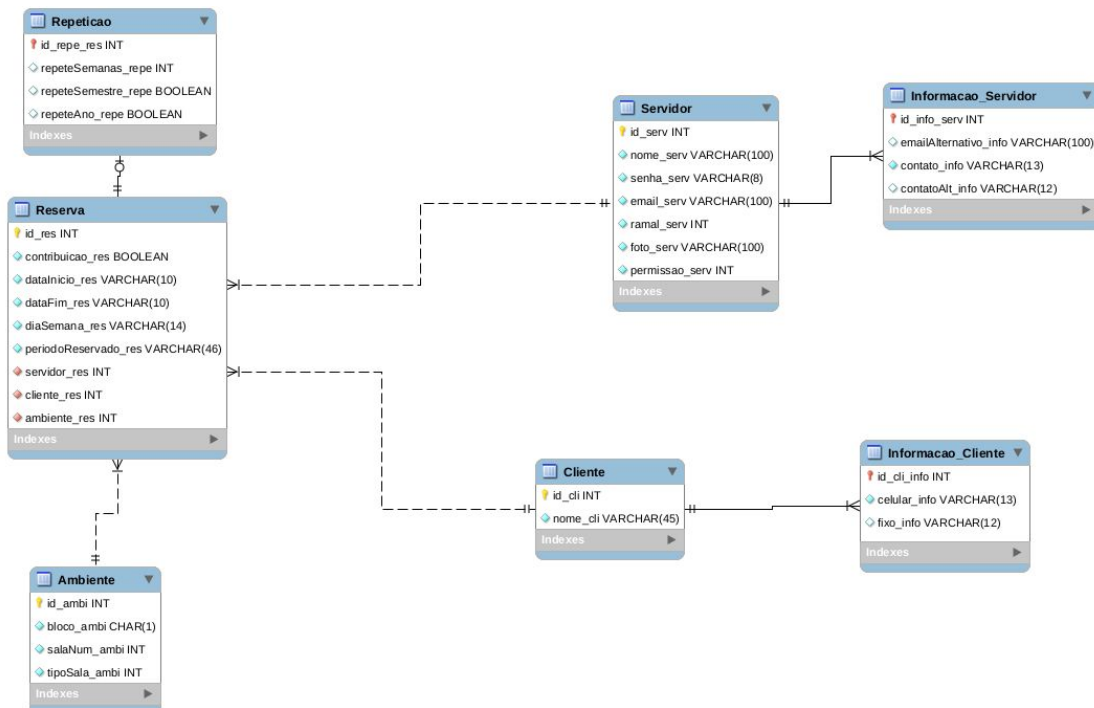 Repeticao
id_repe_res INT
repeteSemanas_repe INT
repeteSemestre_repe BOOLEAN
repeteAno_repe BOOLEAN
Indexes
Reserva
id_res INT
contribuicao_res BOOLEAN
dataInicio_res VARCHAR(10)
dataFim_res VARCHAR(10)
diaSemana_res VARCHAR(14)
periodoReservado_res VARCHAR(46)
servidor_res INT
cliente_res INT
ambiente_res INT
Indexes
Ambiente
id_ambi INT
bloco_ambi CHAR(1)
salaNum_ambi INT
tipoSala_ambi INT
Indexes
Servidor
id_serv INT
nome_serv VARCHAR(100)
senha_serv VARCHAR(8)
email_serv VARCHAR(100)
ramal_serv INT
foto_serv VARCHAR(100)
permissao_serv INT
Indexes
Informacao_Servidor
id_info_serv INT
emailAlternativo_info VARCHAR(100)
contato_info VARCHAR(13)
contatoAlt_info VARCHAR(12)
Indexes
Cliente
id_cli INT
nome_cli VARCHAR(45)
Indexes
Informacao_Cliente
id_cli_info INT
celular_info VARCHAR(13)
fixo_info VARCHAR(12)
Indexes